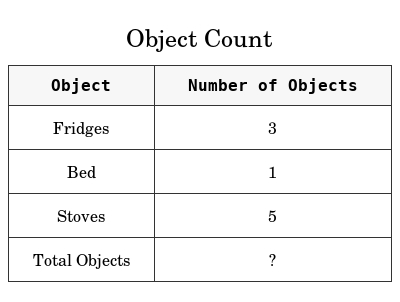 Object Count
Object Number of Objects
Fridges 3
Bed 1
Stoves 5
Total Objects ?